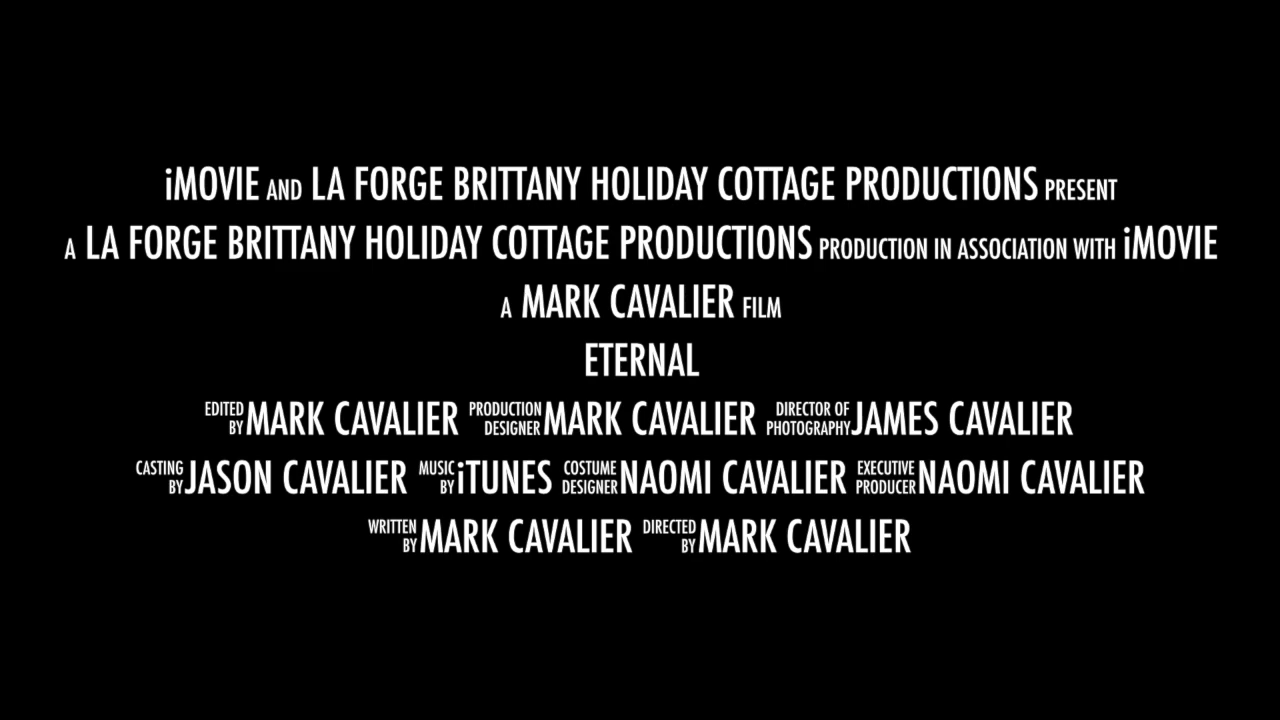 iMOVIE AND LA FORGE BRITTANY HOLIDAY COTTAGE PRODUCTIONS PRESENT
A LA FORGE BRITTANY HOLIDAY COTTAGE PRODUCTIONS PRODUCTION IN ASSOCIATION WITH iMOVIE
A MARK CAVALIER FILM
ETERNAL
EDITED BY MARK CAVALIER PRODUCTION DESIGNER MARK CAVALIER DIRECTOR OF PHOTOGRAPHY JAMES CAVALIER
CASTING BY JASON CAVALIER MUSIC BY iTUNES COSTUME DESIGNER NAOMI CAVALIER EXECUTIVE PRODUCER NAOMI CAVALIER
WRITTEN BY MARK CAVALIER DIRECTED BY MARK CAVALIER